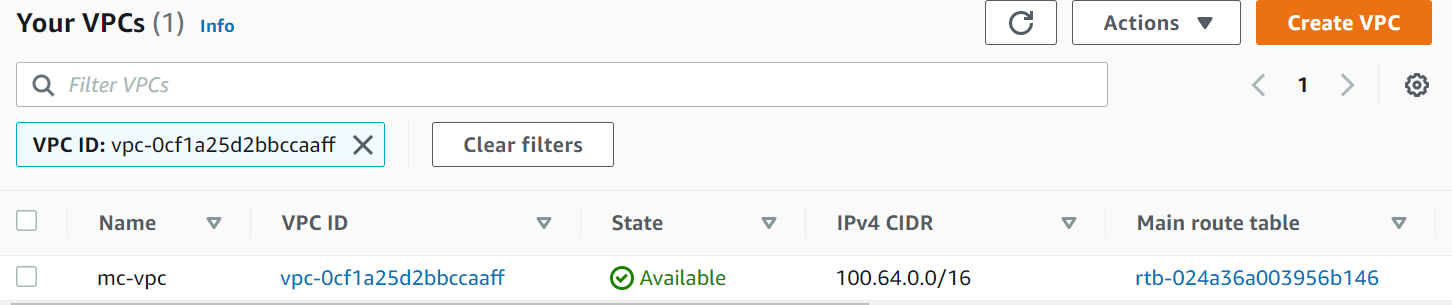 Your VPCs (1) Info Actions Create VPC
Filter VPCs 1
VPC ID: vpc-0cf1a25d2bbccaaff Clear filters
Name VPC ID State IPv4 CIDR Main route table
mc-vpc vpc-0cf1a25d2bbccaaff Available 100.64.0.0/16 rtb-024a36a003956b146